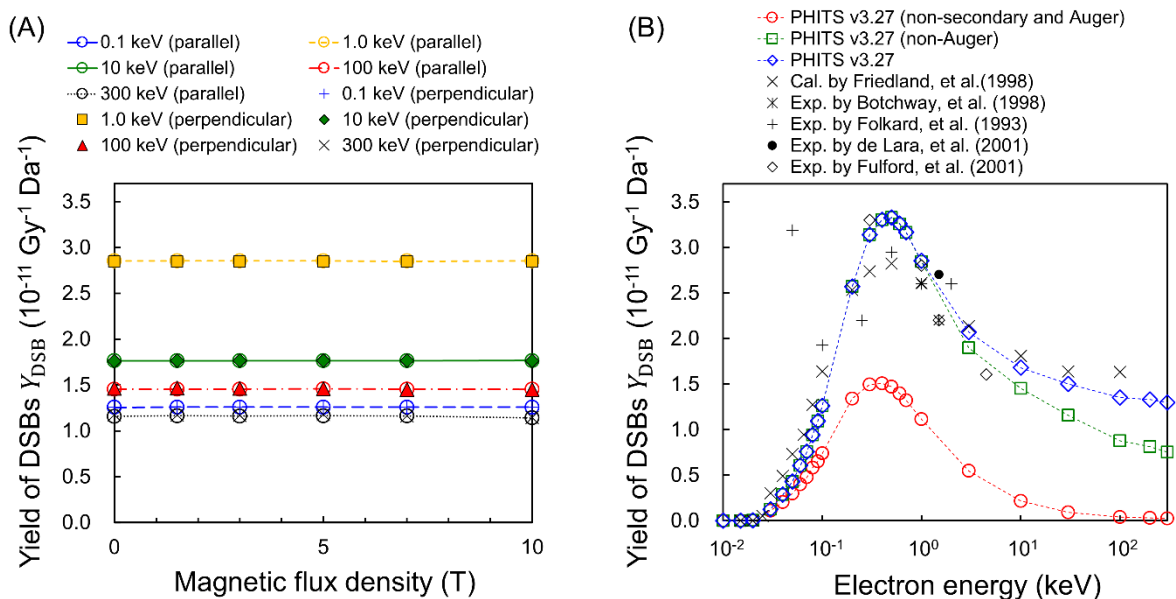 (A)
0.1 keV (parallel)
1.0 keV (parallel)
10 keV (parallel)
100 keV (parallel)
300 keV (parallel)
0.1 keV (perpendicular)
1.0 keV (perpendicular)
10 keV (perpendicular)
100 keV (perpendicular)
300 keV (perpendicular)
Yield of DSBs Y_DSB (10⁻¹¹ Gy⁻¹ Da⁻¹)
3.5
3.0
2.5
2.0
1.5
1.0
0.5
0.0
0
5
10
Magnetic flux density (T)
(B)
PHITS v3.27 (non-secondary and Auger)
PHITS v3.27 (non-Auger)
PHITS v3.27
Cal. by Friedland, et al.(1998)
Exp. by Botchway, et al. (1998)
Exp. by Folkard, et al. (1993)
Exp. by de Lara, et al. (2001)
Exp. by Fulford, et al. (2001)
Yield of DSBs Y_DSB (10⁻¹¹ Gy⁻¹ Da⁻¹)
3.5
3.0
2.5
2.0
1.5
1.0
0.5
0.0
10⁻²
10⁻¹
10⁰
10¹
10²
Electron energy (keV)